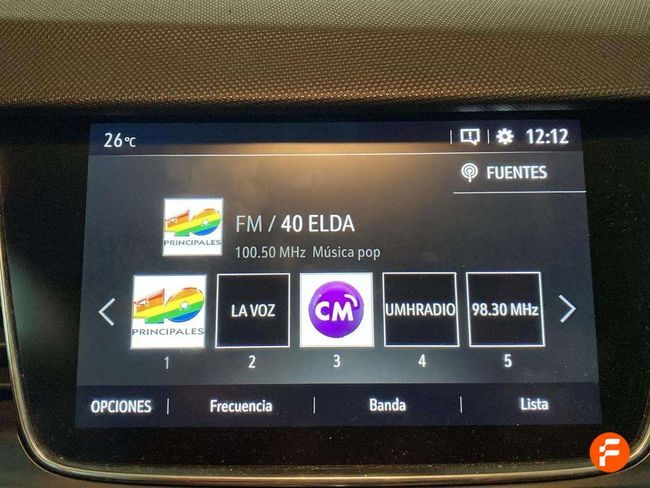 26°C
12:12
FUENTES
40
PRINCIPALES
FM / 40 ELDA
100.50 MHz Música pop
40
PRINCIPALES
LA VOZ
CM
UMHRADIO
98.30 MHz
1
2
3
4
5
OPCIONES
Frecuencia
Banda
Lista